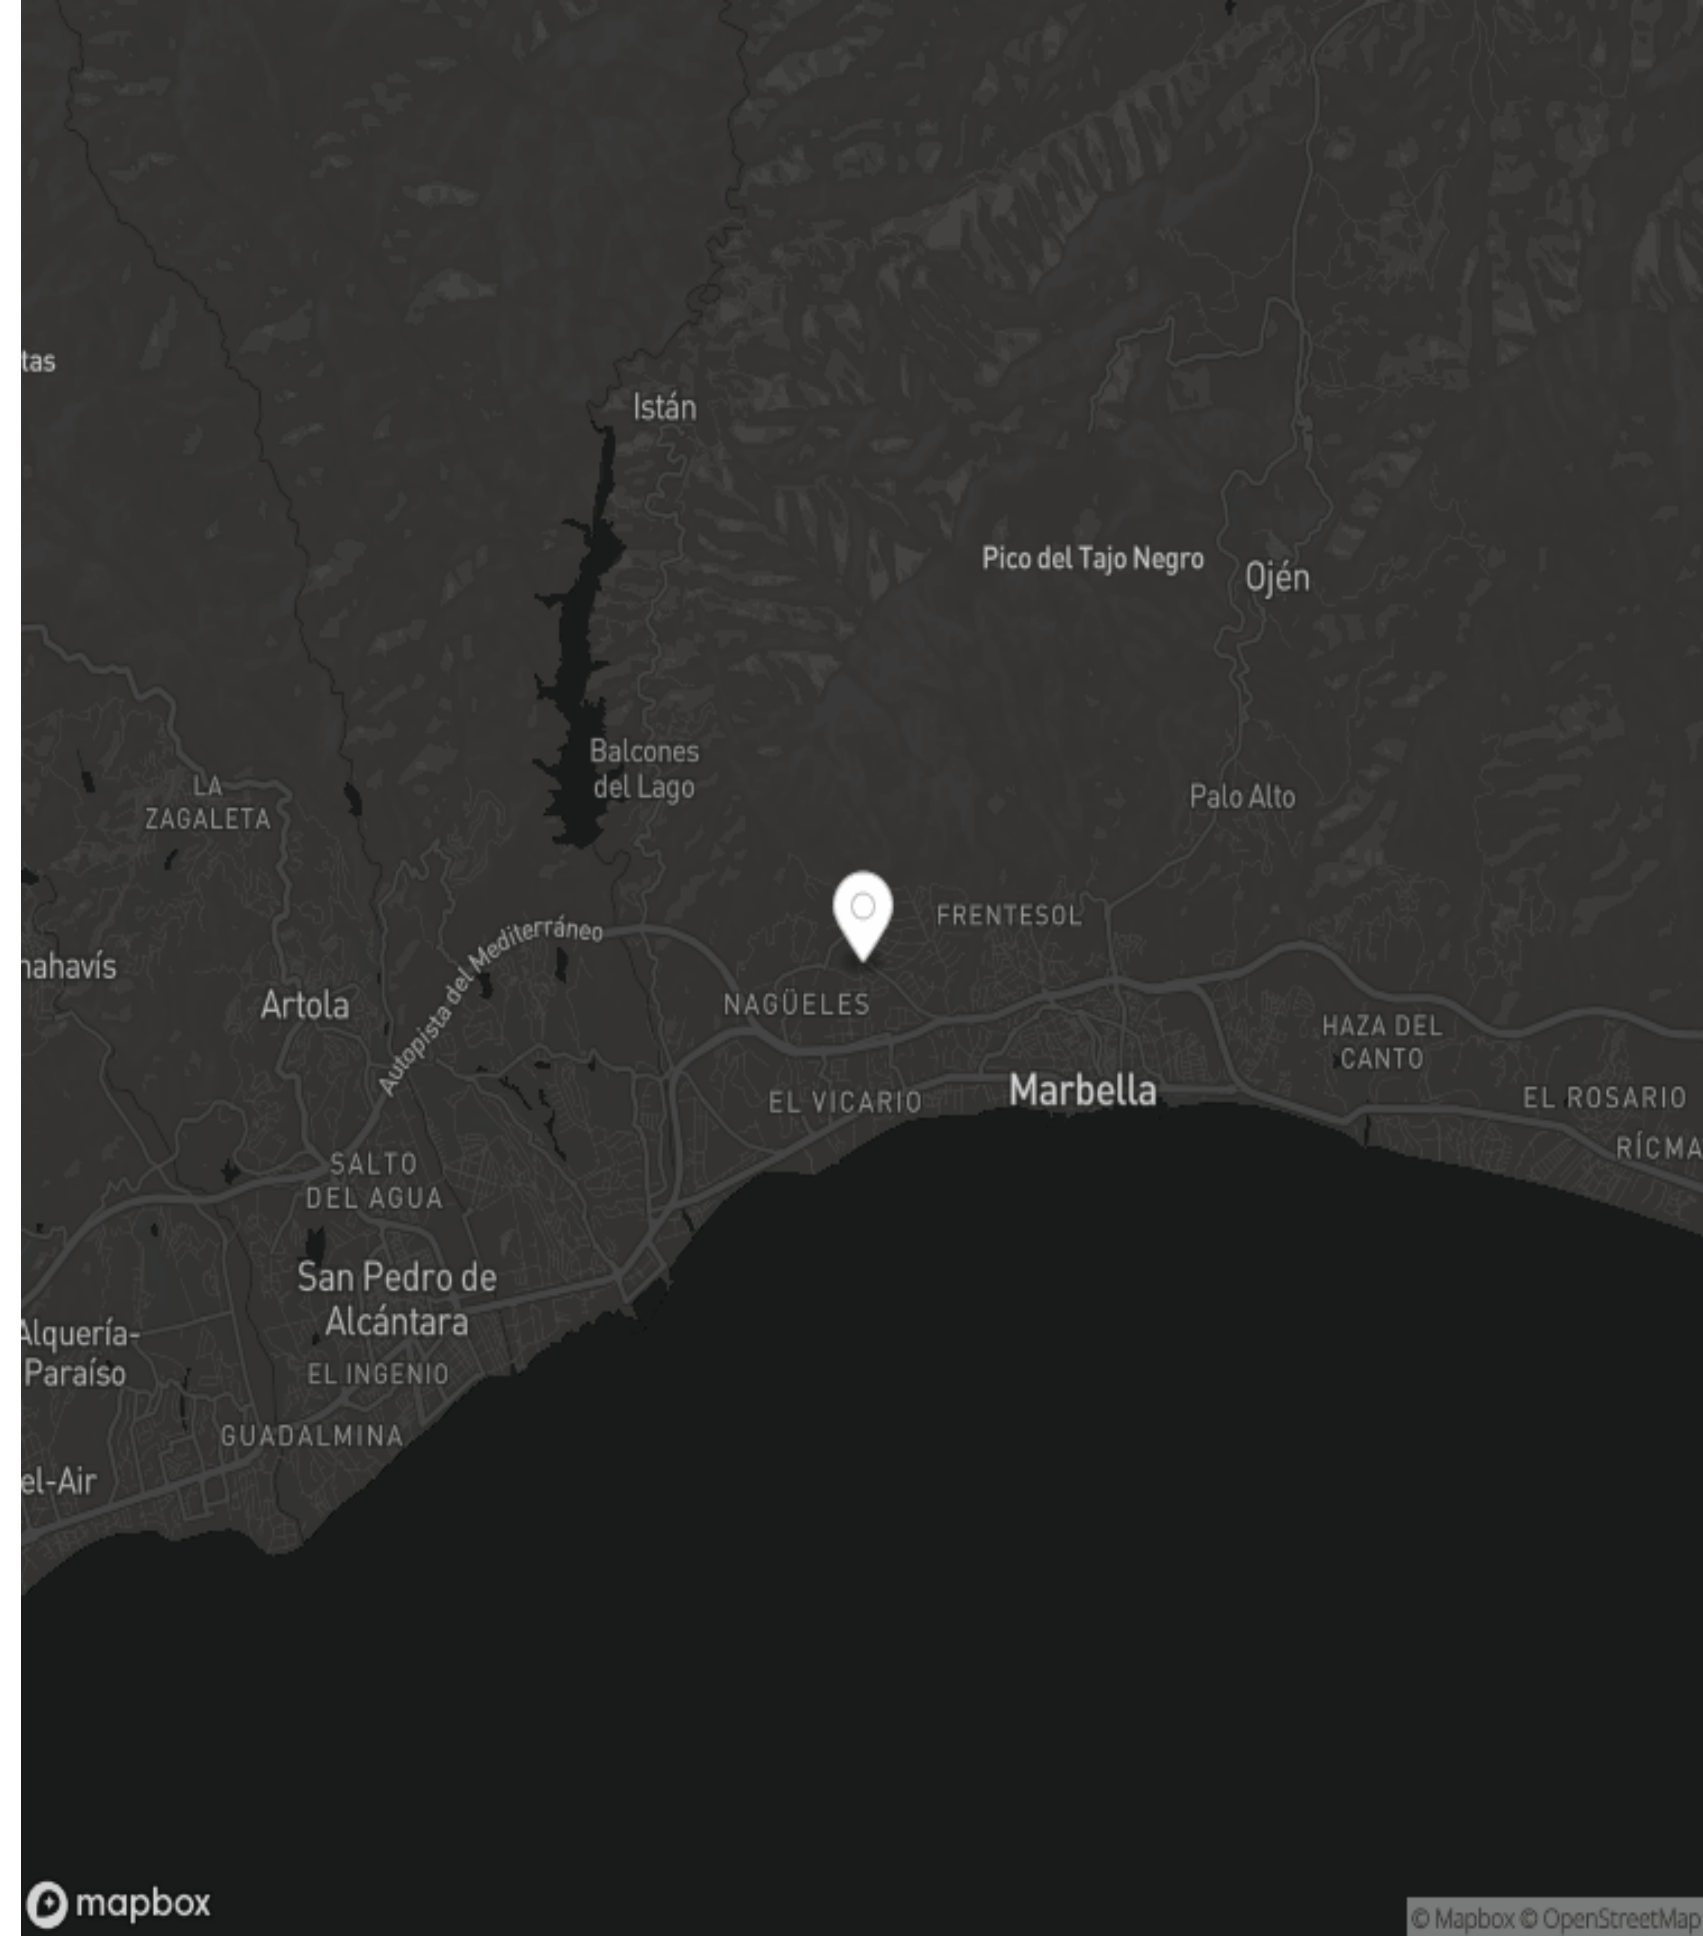 tas
Istán
Pico del Tajo Negro
Ojén
Balcones
del Lago
LA
ZAGALETA
Palo Alto
FRENTESOL
Autopista del Mediterráneo
nahavís
Artola
NAGÜELES
HAZA DEL
CANTO
Marbella
EL VICARIO
EL ROSARIO
RÍCMA
SALTO
DEL AGUA
San Pedro de
Alcántara
Alquería-
Paraíso
EL INGENIO
GUADALMINA
el-Air
mapbox
© Mapbox © OpenStreetMap